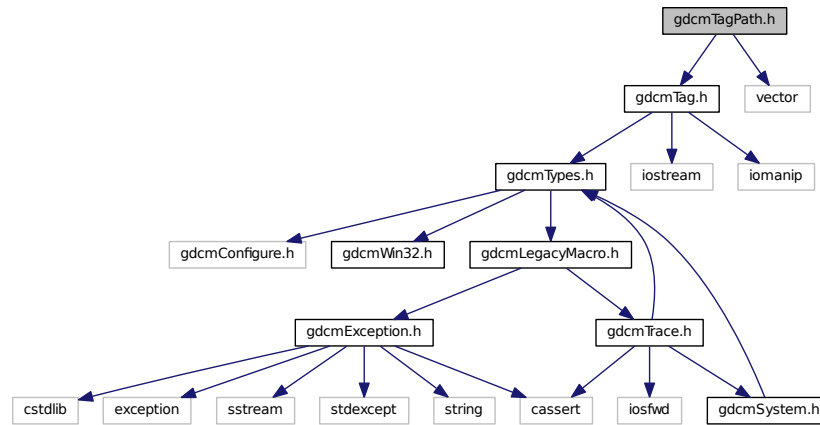 gdcmTagPath.h
gdcmTag.h
vector
gdcmTypes.h
iostream
iomanip
gdcmConfigure.h
gdcmWin32.h
gdcmLegacyMacro.h
gdcmException.h
gdcmTrace.h
cstdlib
exception
sstream
stdexcept
string
cassert
iosfwd
gdcmSystem.h